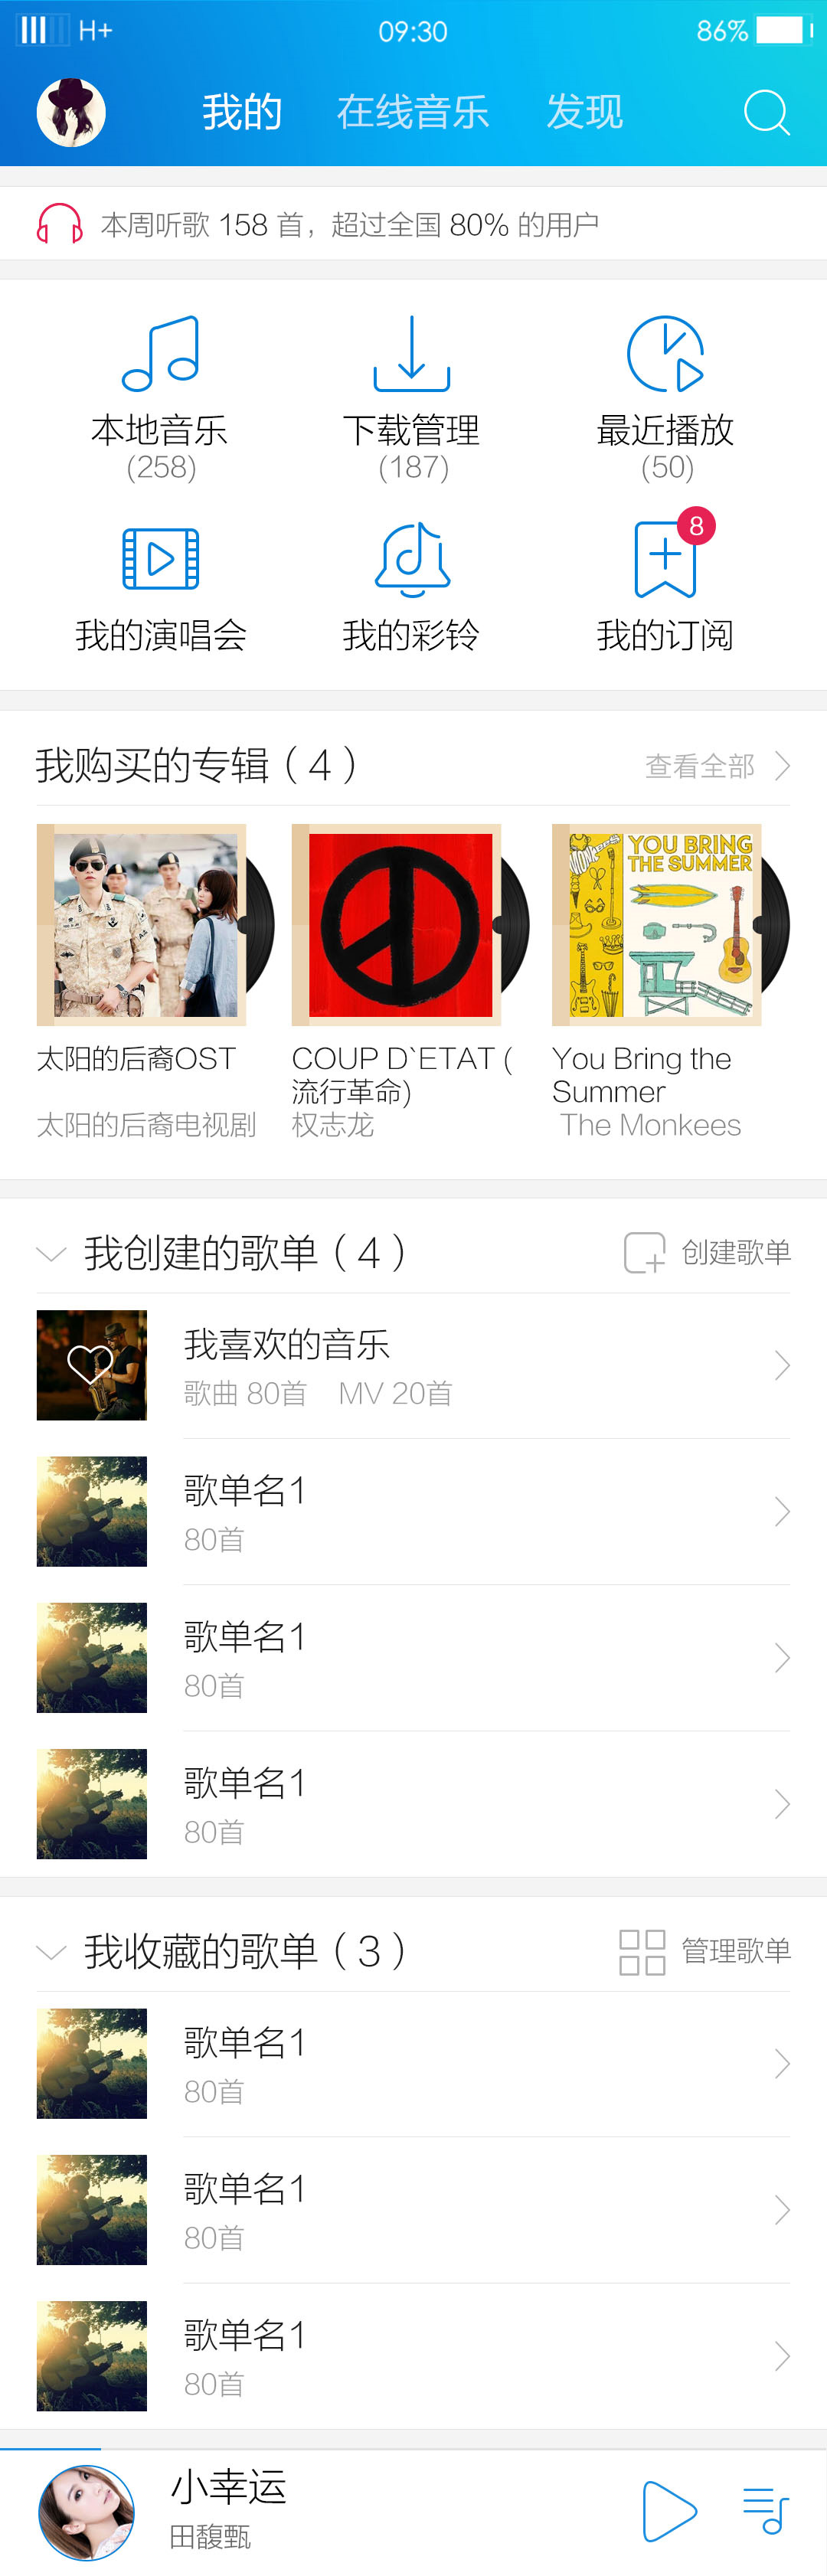 H+ 09:30 86%
我的 在线音乐 发现
本周听歌 158 首，超过全国 80% 的用户
本地音乐 下载管理 最近播放
(258) (187) (50)
8
我的演唱会 我的彩铃 我的订阅
我购买的专辑（4） 查看全部
YOU BRING
THE SUMMER
太阳的后裔OST
太阳的后裔电视剧
COUP D`ETAT (
流行革命)
权志龙
You Bring the
Summer
The Monkees
我创建的歌单（4） 创建歌单
我喜欢的音乐
歌曲 80首 MV 20首
歌单名1
80首
歌单名1
80首
歌单名1
80首
我收藏的歌单（3） 管理歌单
歌单名1
80首
歌单名1
80首
歌单名1
80首
小幸运
田馥甄